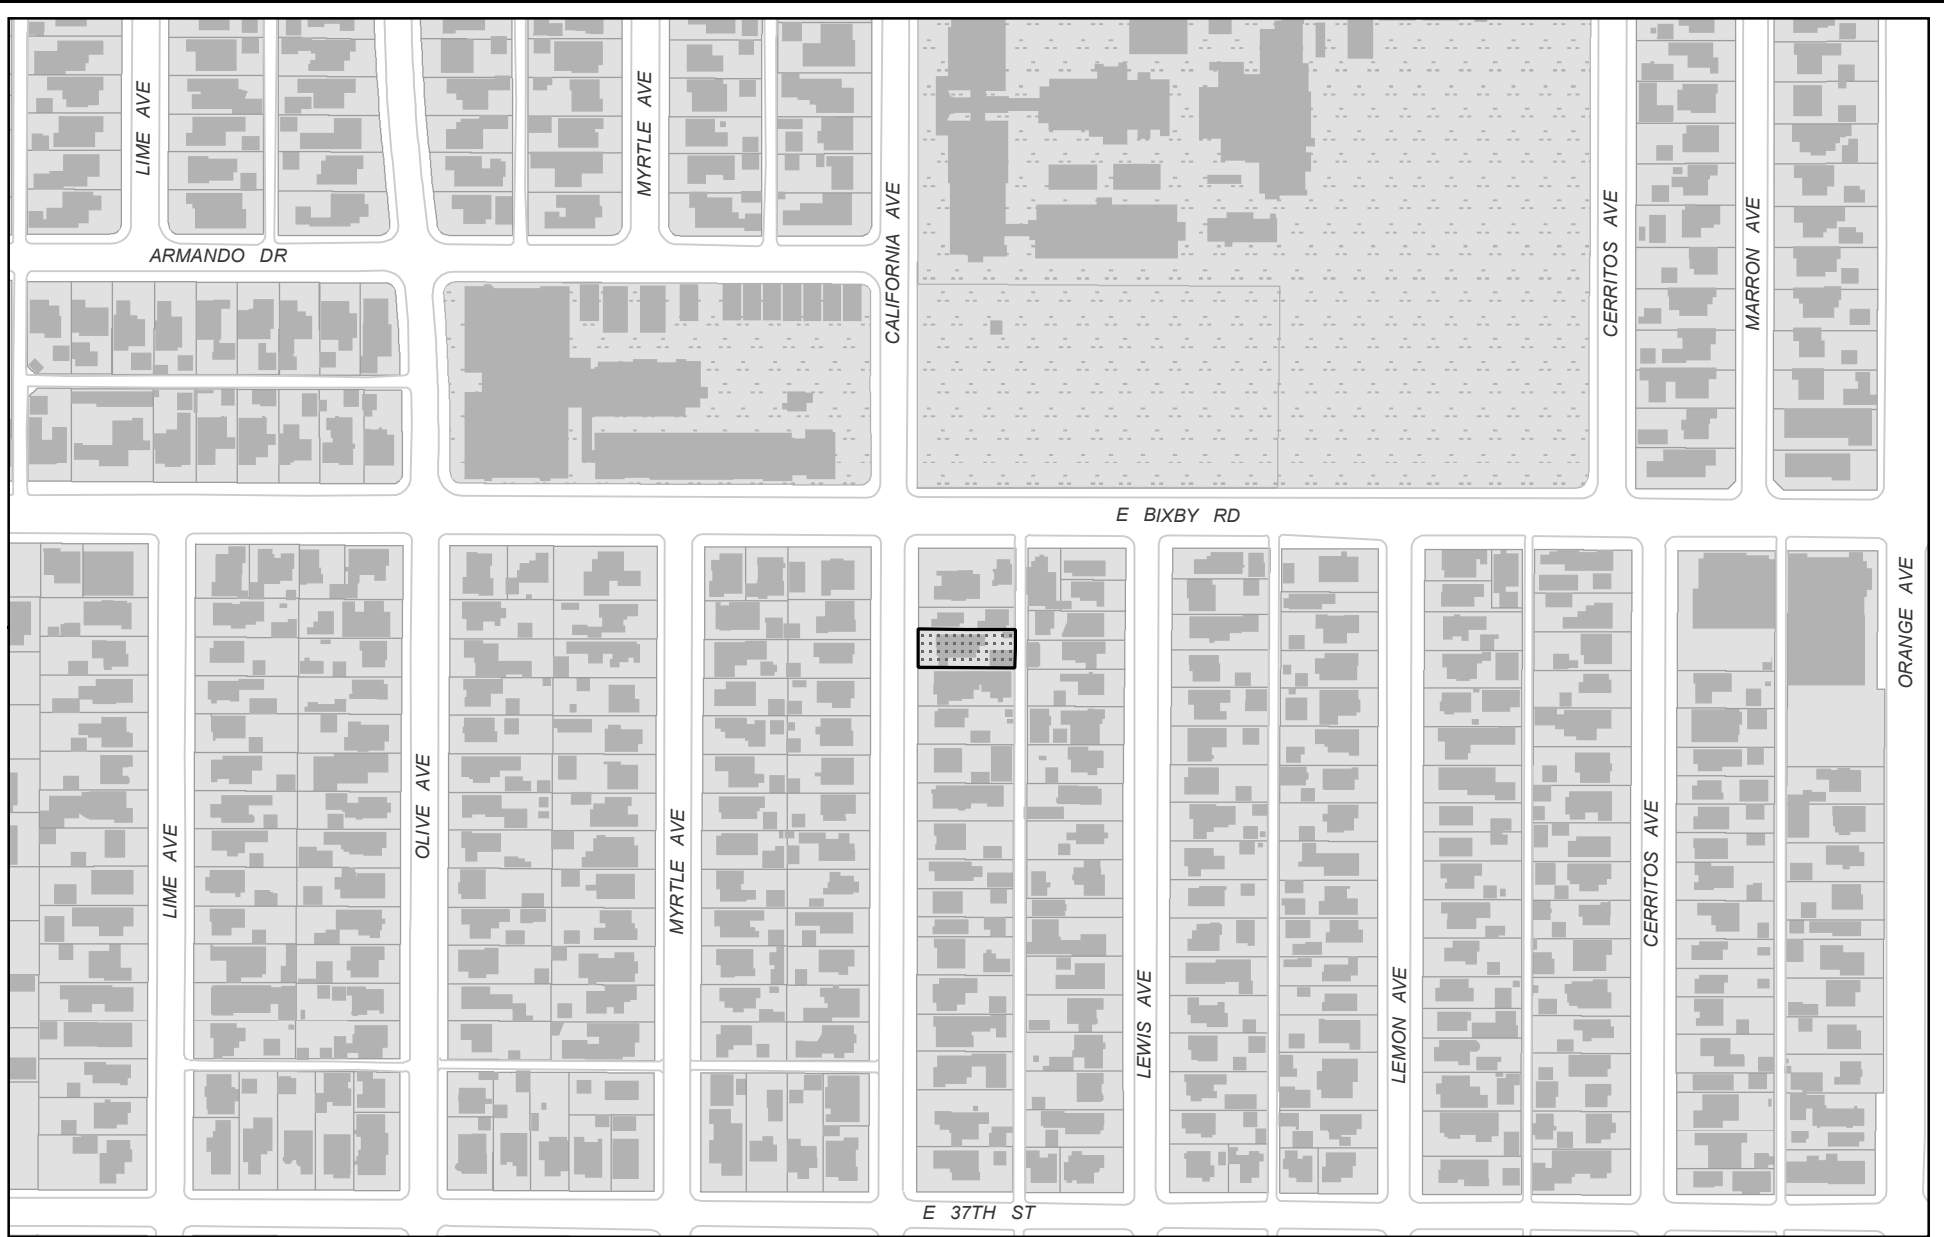 LIME AVE
MYRTLE AVE
CALIFORNIA AVE
CERRITOS AVE
MARRON AVE
ARMANDO DR
E BIXBY RD
ORANGE AVE
OLIVE AVE
LIME AVE
MYRTLE AVE
CERRITOS AVE
LEWIS AVE
LEMON AVE
E 37TH ST